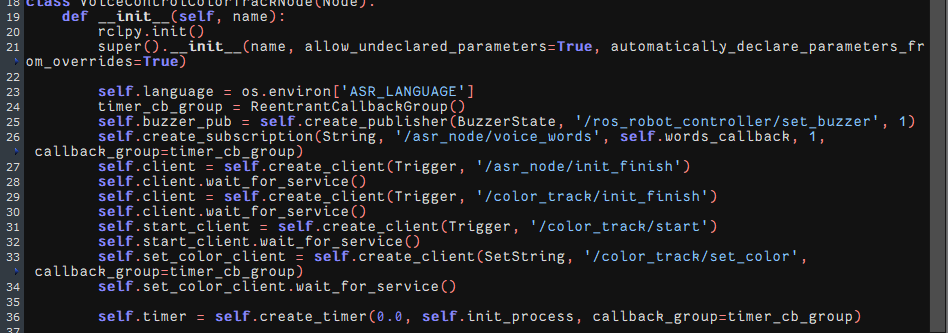 18 class VoiceControlColorTrackNode(Node):
19     def __init__(self, name):
20         rclpy.init()
21         super().__init__(name, allow_undeclared_parameters=True, automatically_declare_parameters_fr
om_overrides=True)
22
23         self.language = os.environ['ASR_LANGUAGE']
24         timer_cb_group = ReentrantCallbackGroup()
25         self.buzzer_pub = self.create_publisher(BuzzerState, '/ros_robot_controller/set_buzzer', 1)
26         self.create_subscription(String, '/asr_node/voice_words', self.words_callback, 1,
 callback_group=timer_cb_group)
27         self.client = self.create_client(Trigger, '/asr_node/init_finish')
28         self.client.wait_for_service()
29         self.client = self.create_client(Trigger, '/color_track/init_finish')
30         self.client.wait_for_service()
31         self.start_client = self.create_client(Trigger, '/color_track/start')
32         self.start_client.wait_for_service()
33         self.set_color_client = self.create_client(SetString, '/color_track/set_color',
 callback_group=timer_cb_group)
34         self.set_color_client.wait_for_service()
35
36         self.timer = self.create_timer(0.0, self.init_process, callback_group=timer_cb_group)
37